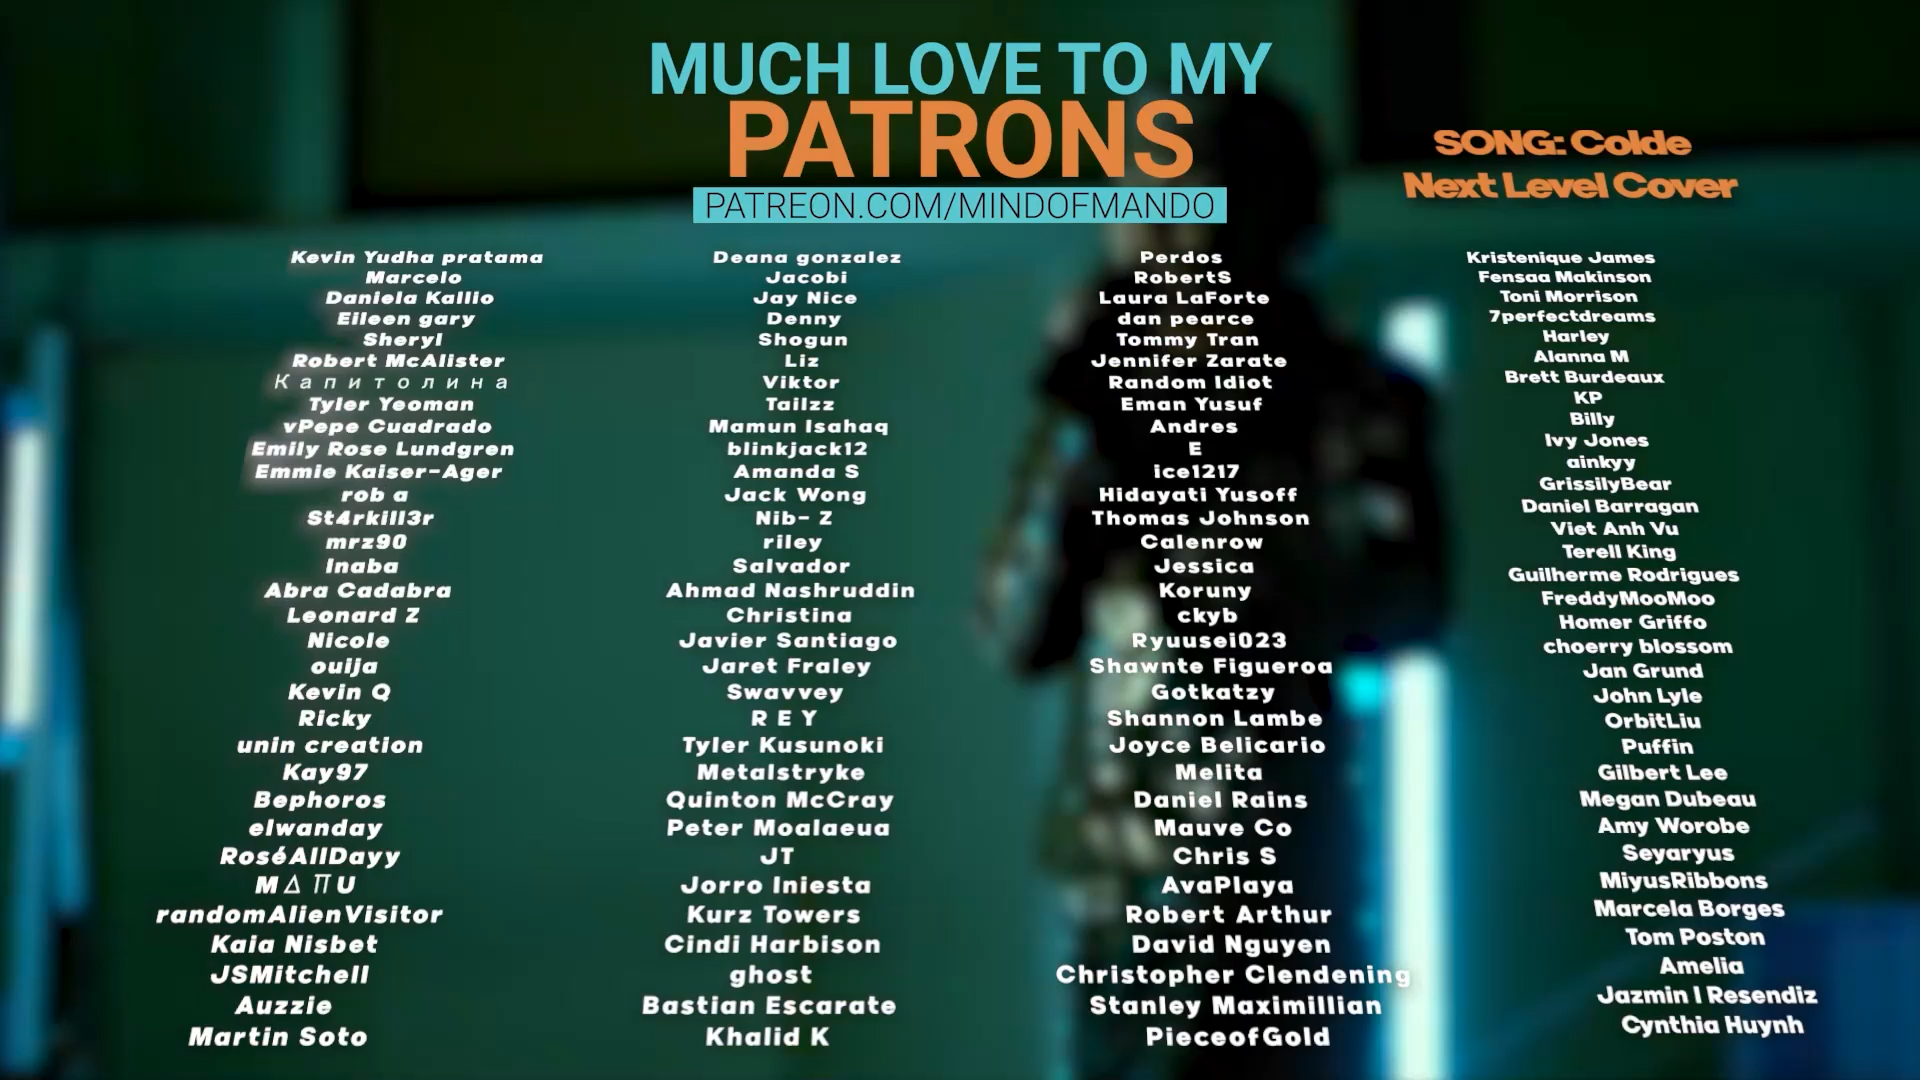 MUCH LOVE TO MY
PATRONS
PATREON.COM/MINDOFMANDO
SONG: Colde
Next Level Cover
Kevin Yudha pratama
Marcelo
Daniela Kallio
Eileen gary
Sheryl
Robert McAlister
Капитолина
Tyler Yeoman
vPepe Cuadrado
Emily Rose Lundgren
Emmie Kaiser-Ager
rob a
St4rkill3r
mrz90
Inaba
Abra Cadabra
Leonard Z
Nicole
ouija
Kevin Q
Ricky
unin creation
Kay97
Bephoros
elwanday
RoséAllDayy
M Δ ΠU
randomAlienVisitor
Kaia Nisbet
JSMitchell
Auzzie
Martin Soto
Deana gonzalez
Jacobi
Jay Nice
Denny
Shogun
Liz
Viktor
Tailzz
Mamun Isahaq
blinkjack12
Amanda S
Jack Wong
Nib- Z
riley
Salvador
Ahmad Nashruddin
Christina
Javier Santiago
Jaret Fraley
Swavvey
R E Y
Tyler Kusunoki
Metalstryke
Quinton McCray
Peter Moalaeua
JT
Jorro Iniesta
Kurz Towers
Cindi Harbison
ghost
Bastian Escarate
Khalid K
Perdos
RobertS
Laura LaForte
dan pearce
Tommy Tran
Jennifer Zarate
Random Idiot
Eman Yusuf
Andres
E
ice1217
Hidayati Yusoff
Thomas Johnson
Calenrow
Jessica
Koruny
ckyb
Ryuusei023
Shawnte Figueroa
Gotkatzy
Shannon Lambe
Joyce Belicario
Melita
Daniel Rains
Mauve Co
Chris S
AvaPlaya
Robert Arthur
David Nguyen
Christopher Clendening
Stanley Maximillian
PieceofGold
Kristenique James
Fensaa Makinson
Toni Morrison
7perfectdreams
Harley
Alanna M
Brett Burdeaux
KP
Billy
Ivy Jones
ainkyy
GrissilyBear
Daniel Barragan
Viet Anh Vu
Terell King
Guilherme Rodrigues
FreddyMooMoo
Homer Griffo
choerry blossom
Jan Grund
John Lyle
OrbitLiu
Puffin
Gilbert Lee
Megan Dubeau
Amy Worobe
Seyaryus
MiyusRibbons
Marcela Borges
Tom Poston
Amelia
Jazmin I Resendiz
Cynthia Huynh